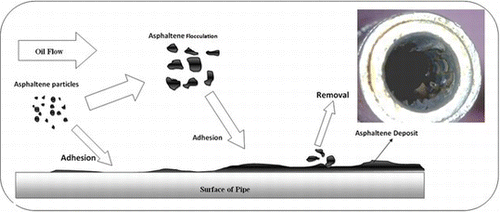 Asphaltene Flocculation
Oil Flow
Asphaltene particles
Removal
Asphaltene Deposit
Adhesion
Adhesion
Surface of Pipe